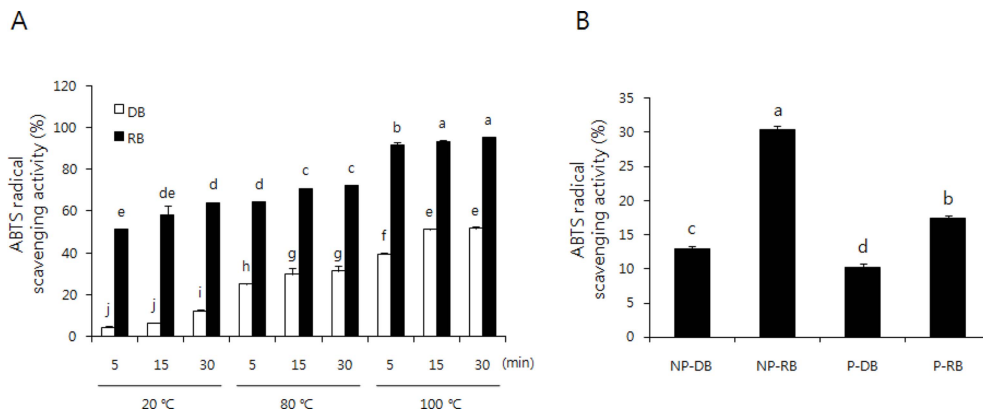 A
ABTS radical
scavenging activity (%)
120
100
80
60
40
20
0
DB
RB
j
e
j
de
i
d
h
d
g
c
g
c
f
b
e
a
e
a
5
15
30
5
15
30
5
15
30
(min)
20 ℃
80 ℃
100 ℃
B
ABTS radical
scavenging activity (%)
35
30
25
20
15
10
5
0
c
a
d
b
NP-DB
NP-RB
P-DB
P-RB